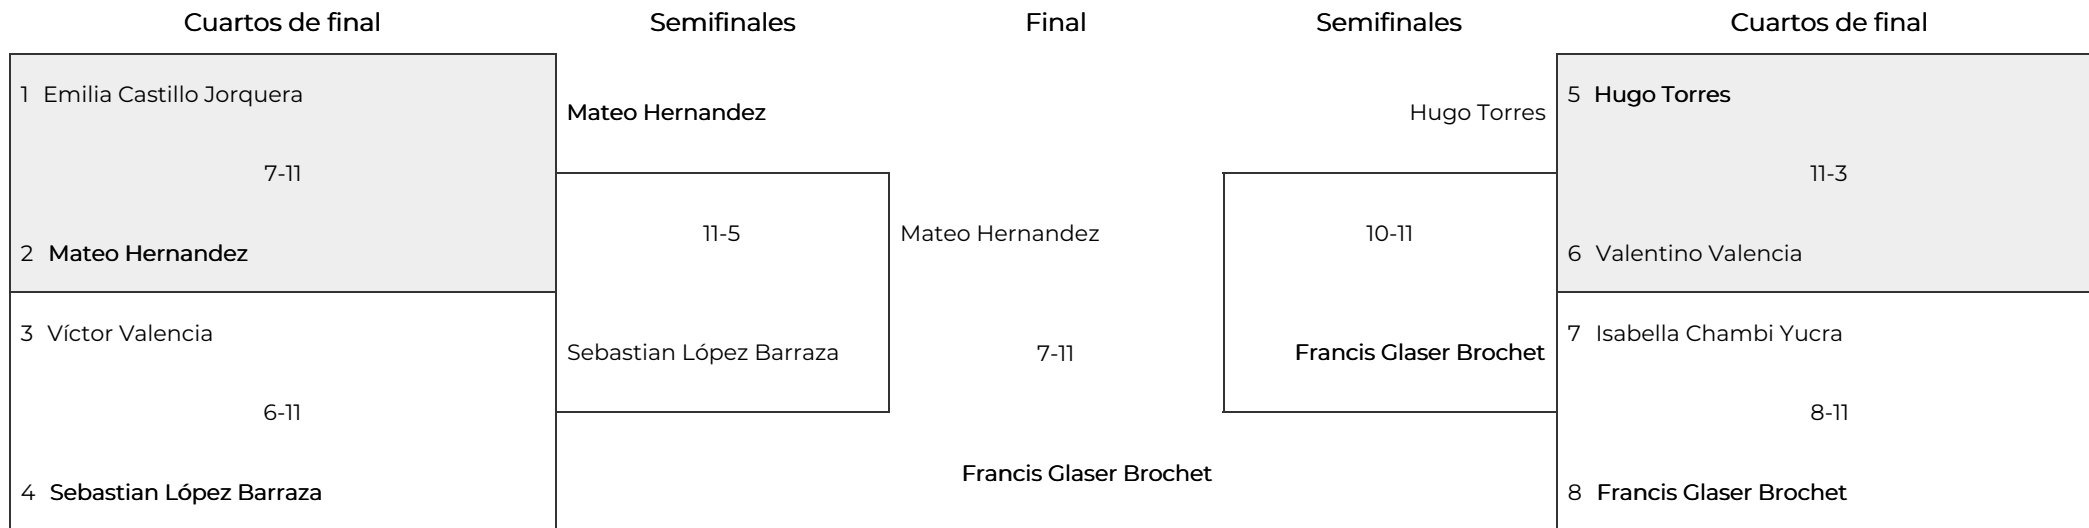 Cuartos de final
Semifinales
Final
Semifinales
Cuartos de final
1 Emilia Castillo Jorquera
7-11
2 Mateo Hernandez
3 Víctor Valencia
6-11
4 Sebastian López Barraza
Mateo Hernandez
11-5
Sebastian López Barraza
Mateo Hernandez
7-11
Francis Glaser Brochet
Hugo Torres
10-11
Francis Glaser Brochet
5 Hugo Torres
11-3
6 Valentino Valencia
7 Isabella Chambi Yucra
8-11
8 Francis Glaser Brochet